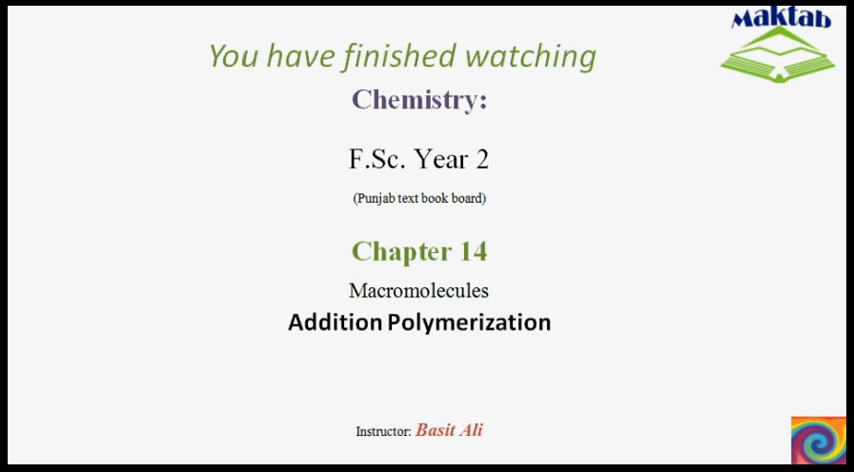 Maktab
You have finished watching
Chemistry:
F.Sc. Year 2
(Punjab text book board)
Chapter 14
Macromolecules
Addition Polymerization
Instructor: Basit Ali